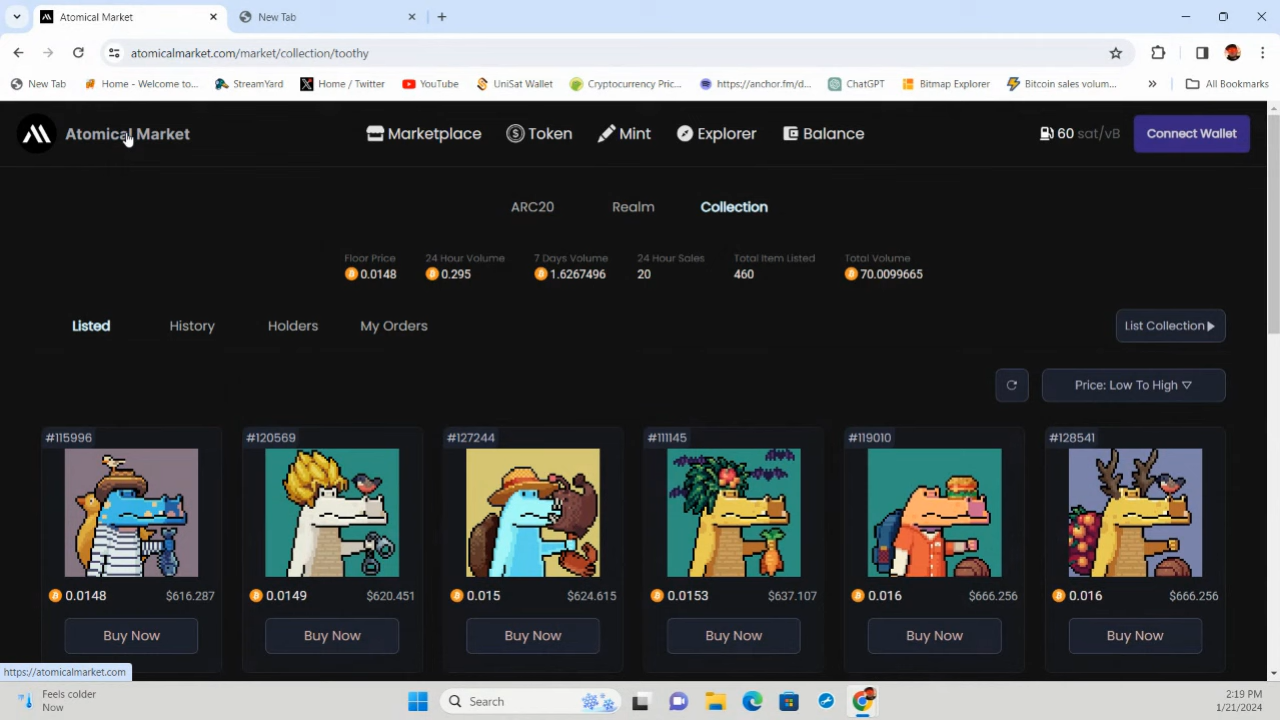 Atomical Market
New Tab
atomicalmarket.com/market/collection/toothy
New Tab
Home - Welcome to...
StreamYard
Home / Twitter
YouTube
UniSat Wallet
Cryptocurrency Pric...
https://anchor.fm/d...
ChatGPT
Bitmap Explorer
Bitcoin sales volum...
»
All Bookmarks
Atomical Market
Marketplace
Token
Mint
Explorer
Balance
60 sat/vB
Connect Wallet
ARC20
Realm
Collection
Floor Price
24 Hour Volume
7 Days Volume
24 Hour Sales
Total Item Listed
Total Volume
0.0148
0.295
1.6267496
20
460
70.0099665
Listed
History
Holders
My Orders
List Collection
Price: Low To High
#115996
#120569
#127244
#111145
#119010
#128541
0.0148 $616.287
0.0149 $620.451
0.015 $624.615
0.0153 $637.107
0.016 $666.256
0.016 $666.256
Buy Now
Buy Now
Buy Now
Buy Now
Buy Now
Buy Now
https://atomicalmarket.com
Feels colder
Now
Search
2:19 PM
1/21/2024